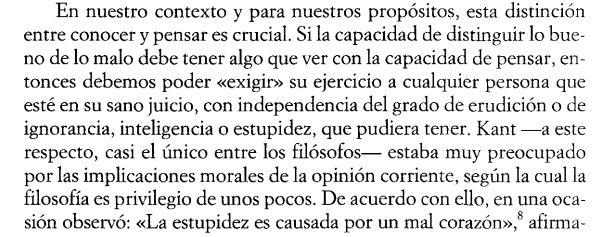 En nuestro contexto y para nuestros propósitos, esta distinción
entre conocer y pensar es crucial. Si la capacidad de distinguir lo bue-
no de lo malo debe tener algo que ver con la capacidad de pensar, en-
tonces debemos poder «exigir» su ejercicio a cualquier persona que
esté en su sano juicio, con independencia del grado de erudición o de
ignorancia, inteligencia o estupidez, que pudiera tener. Kant —a este
respecto, casi el único entre los filósofos— estaba muy preocupado
por las implicaciones morales de la opinión corriente, según la cual la
filosofía es privilegio de unos pocos. De acuerdo con ello, en una oca-
sión observó: «La estupidez es causada por un mal corazón»,⁸ afirma-